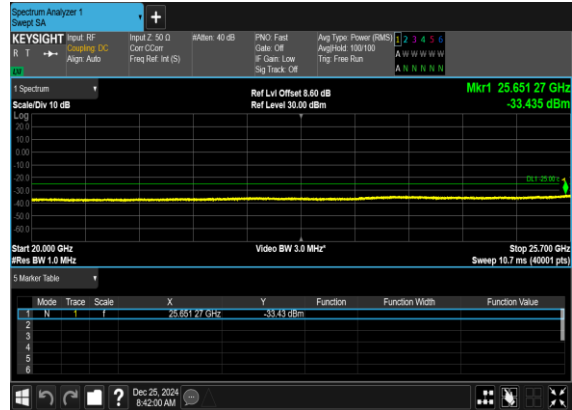 Spectrum Analyzer 1
Swept SA
+
KEYSIGHT Input: RF Input Z: 50 Ω #Atten: 40 dB PNO: Fast Avg Type: Power (RMS) 1 2 3 4 5 6
R T Coupling: DC Corr CCorr Gate: Off Avg|Hold: 100/100 A W W W W W
Align: Auto Freq Ref: Int (S) IF Gain: Low Trig: Free Run
Sig Track: Off A N N N N N
1 Spectrum Ref Lvl Offset 8.60 dB Mkr1 25.651 27 GHz
Scale/Div 10 dB Ref Level 30.00 dBm -33.435 dBm
Log
20.0
10.0
0.00
-10.0
-20.0
-30.0
-40.0
-50.0
-60.0
Start 20.000 GHz Video BW 3.0 MHz* Stop 25.700 GHz
#Res BW 1.0 MHz Sweep 10.7 ms (40001 pts)
5 Marker Table
Mode Trace Scale X Y Function Function Width Function Value
1 N 1 f 25.651 27 GHz -33.43 dBm
2
3
4
5
6
? Dec 25, 2024
8:42:00 AM